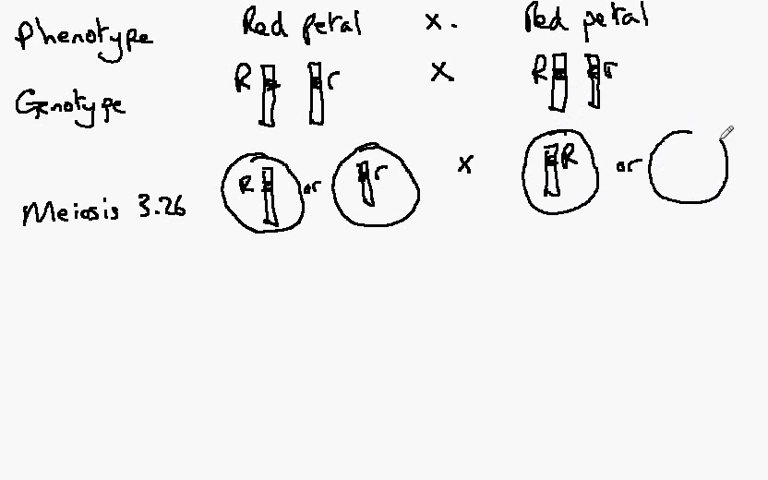 Phenotype Red petal x. Red petal
Genotype R r x R r
Meiosis 3.26 R or r x R or